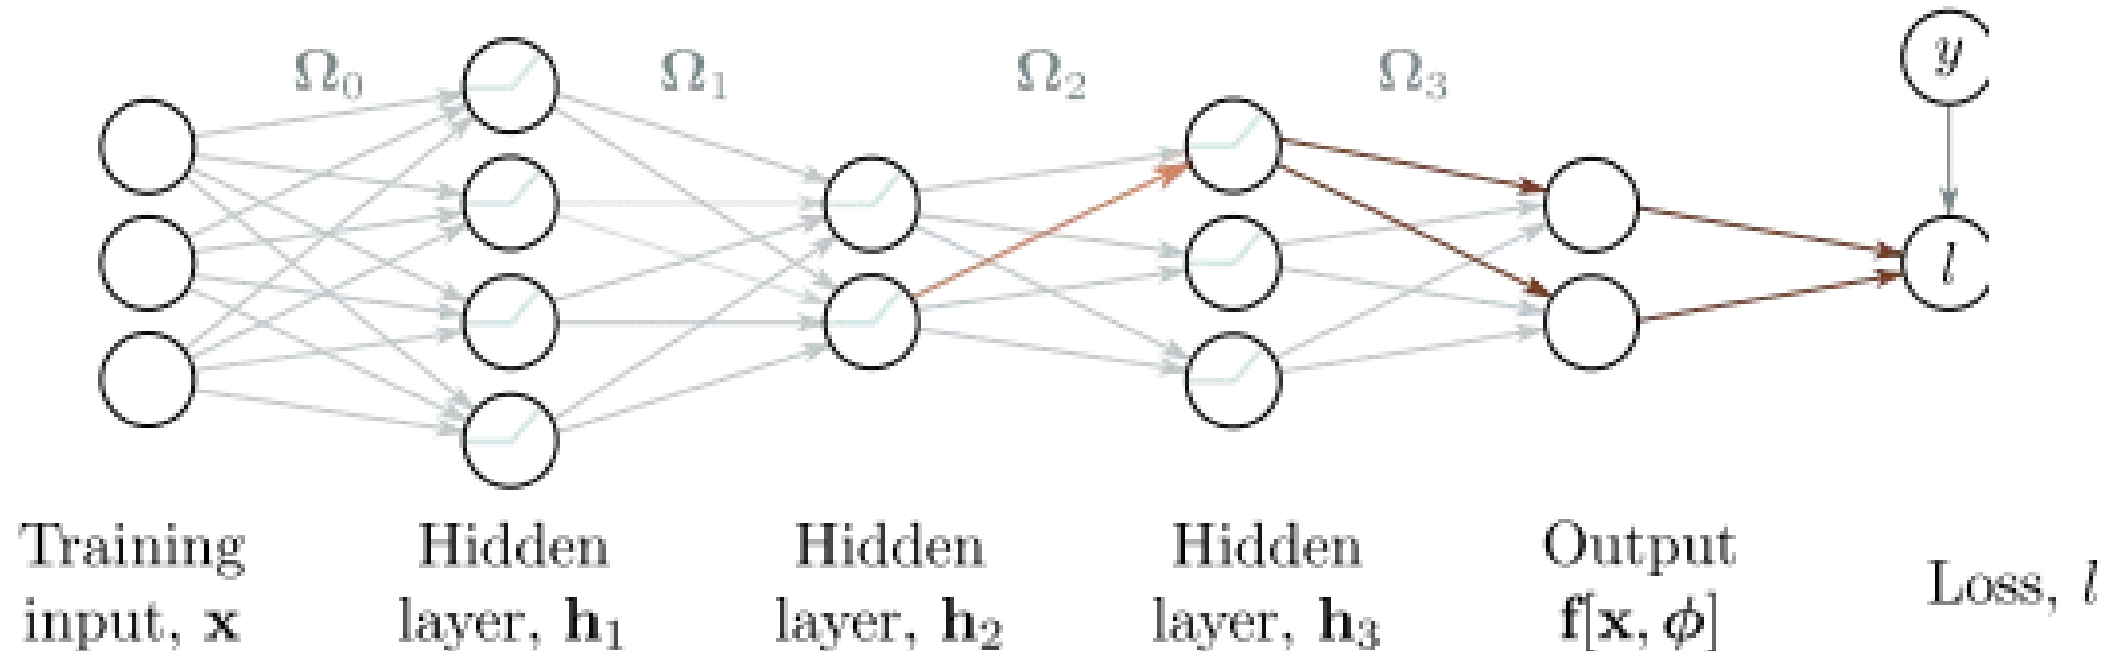 Ω₀ Ω₁ Ω₂ Ω₃ y
l
Training Hidden Hidden Hidden Output
input, x layer, h₁ layer, h₂ layer, h₃ f[x, ϕ] Loss, l